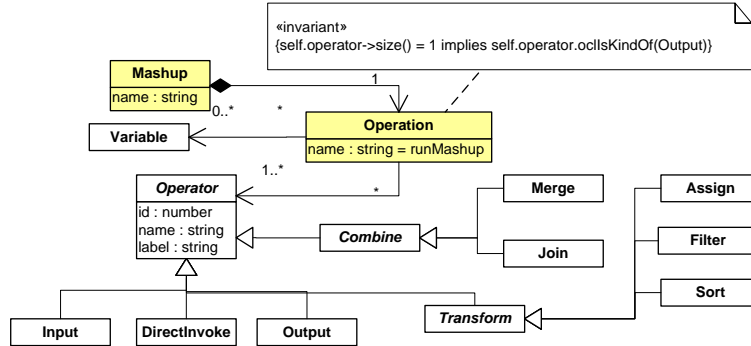 «invariant»
{self.operator->size() = 1 implies self.operator.oclIsKindOf(Output)}
Mashup
name : string
1
0..*
*
Variable
Operation
name : string = runMashup
1..*
*
Operator
id : number
name : string
label : string
Combine
Merge
Join
Assign
Filter
Sort
Input
DirectInvoke
Output
Transform